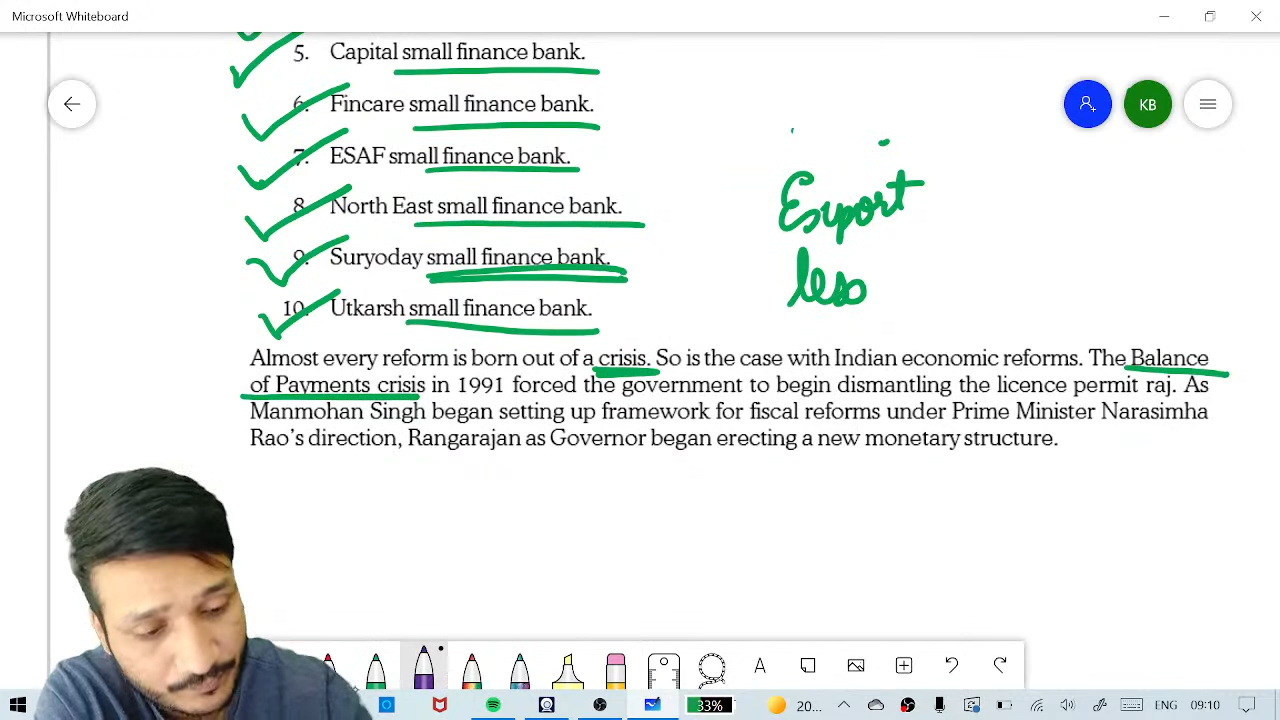 Microsoft Whiteboard
5. Capital small finance bank.
6. Fincare small finance bank.
7. ESAF small finance bank.
8. North East small finance bank.
9. Suryoday small finance bank.
10. Utkarsh small finance bank.
KB
Export
less
Almost every reform is born out of a crisis. So is the case with Indian economic reforms. The Balance
of Payments crisis in 1991 forced the government to begin dismantling the licence permit raj. As
Manmohan Singh began setting up framework for fiscal reforms under Prime Minister Narasimha
Rao's direction, Rangarajan as Governor began erecting a new monetary structure.
A
33%
20...
09:10